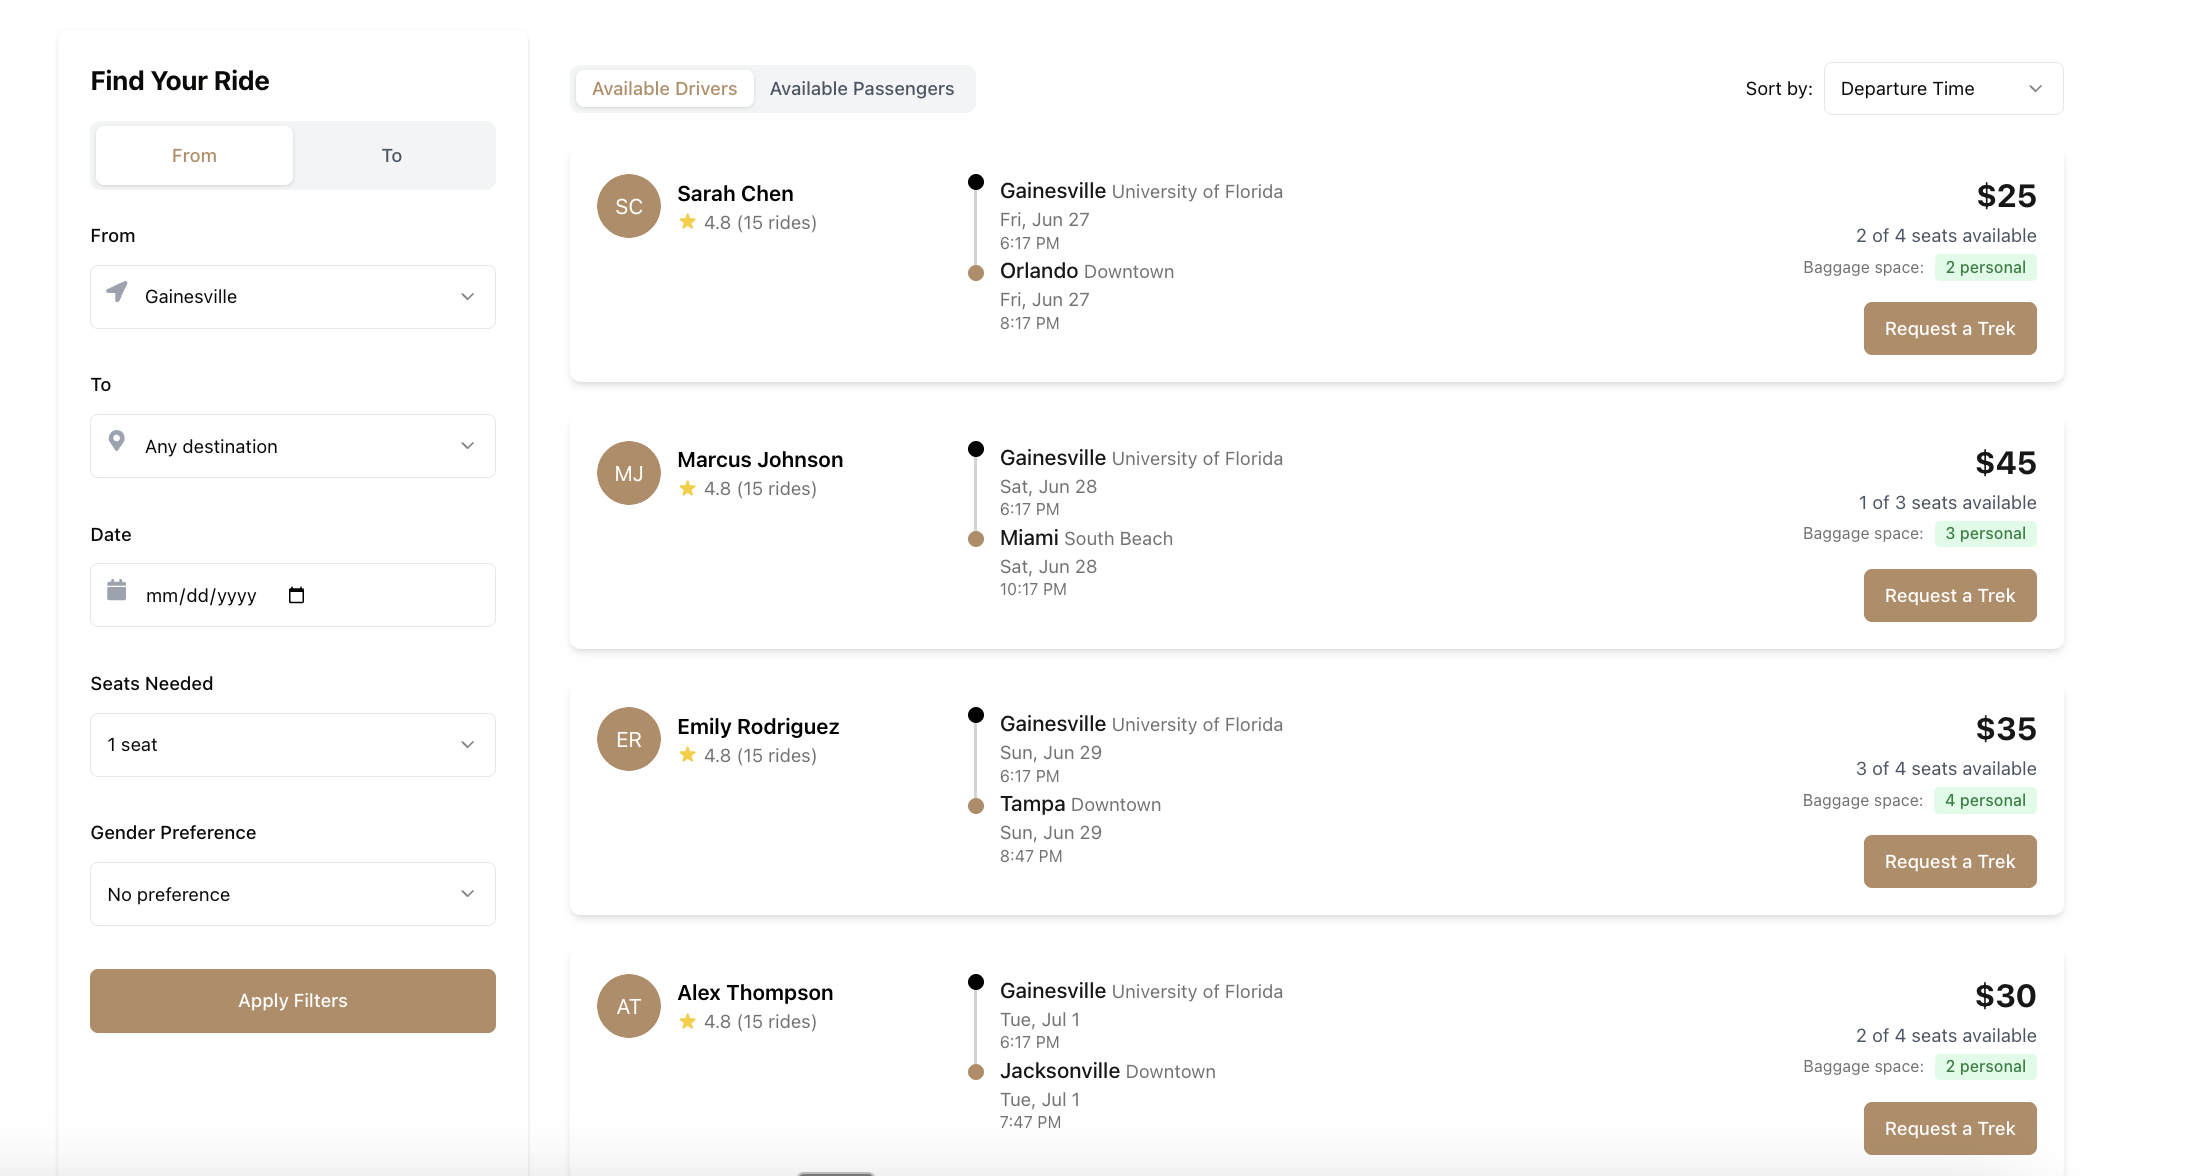 Find Your Ride
From
To
From
Gainesville
To
Any destination
Date
mm/dd/yyyy
Seats Needed
1 seat
Gender Preference
No preference
Apply Filters
Available Drivers
Available Passengers
Sort by:
Departure Time
SC
Sarah Chen
4.8 (15 rides)
Gainesville University of Florida
Fri, Jun 27
6:17 PM
Orlando Downtown
Fri, Jun 27
8:17 PM
$25
2 of 4 seats available
Baggage space: 2 personal
Request a Trek
MJ
Marcus Johnson
4.8 (15 rides)
Gainesville University of Florida
Sat, Jun 28
6:17 PM
Miami South Beach
Sat, Jun 28
10:17 PM
$45
1 of 3 seats available
Baggage space: 3 personal
Request a Trek
ER
Emily Rodriguez
4.8 (15 rides)
Gainesville University of Florida
Sun, Jun 29
6:17 PM
Tampa Downtown
Sun, Jun 29
8:47 PM
$35
3 of 4 seats available
Baggage space: 4 personal
Request a Trek
AT
Alex Thompson
4.8 (15 rides)
Gainesville University of Florida
Tue, Jul 1
6:17 PM
Jacksonville Downtown
Tue, Jul 1
7:47 PM
$30
2 of 4 seats available
Baggage space: 2 personal
Request a Trek